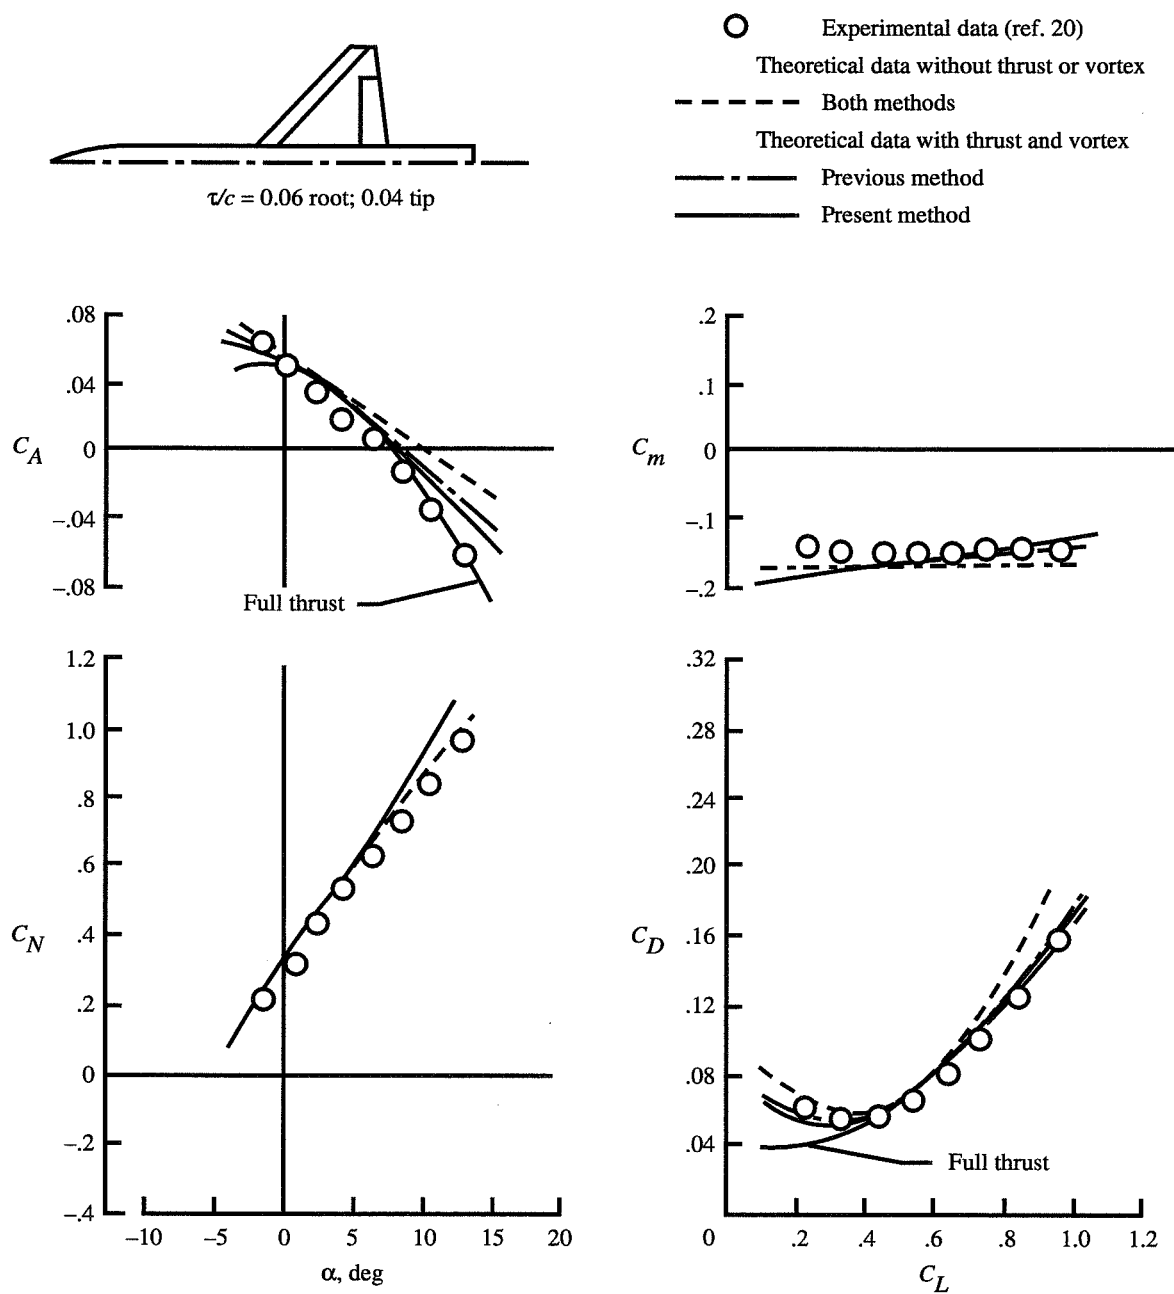 Experimental data (ref. 20)
Theoretical data without thrust or vortex
Both methods
Theoretical data with thrust and vortex
Previous method
Present method
τ/c = 0.06 root; 0.04 tip
.08
.04
C_A
0
–.04
–.08
Full thrust
.2
.1
C_m
0
–.1
–.2
1.2
1.0
.8
.6
C_N
.4
.2
0
–.2
–.4
–10 –5 0 5 10 15 20
α, deg
.32
.28
.24
.20
C_D
.16
.12
.08
.04
Full thrust
0 .2 .4 .6 .8 1.0 1.2
C_L